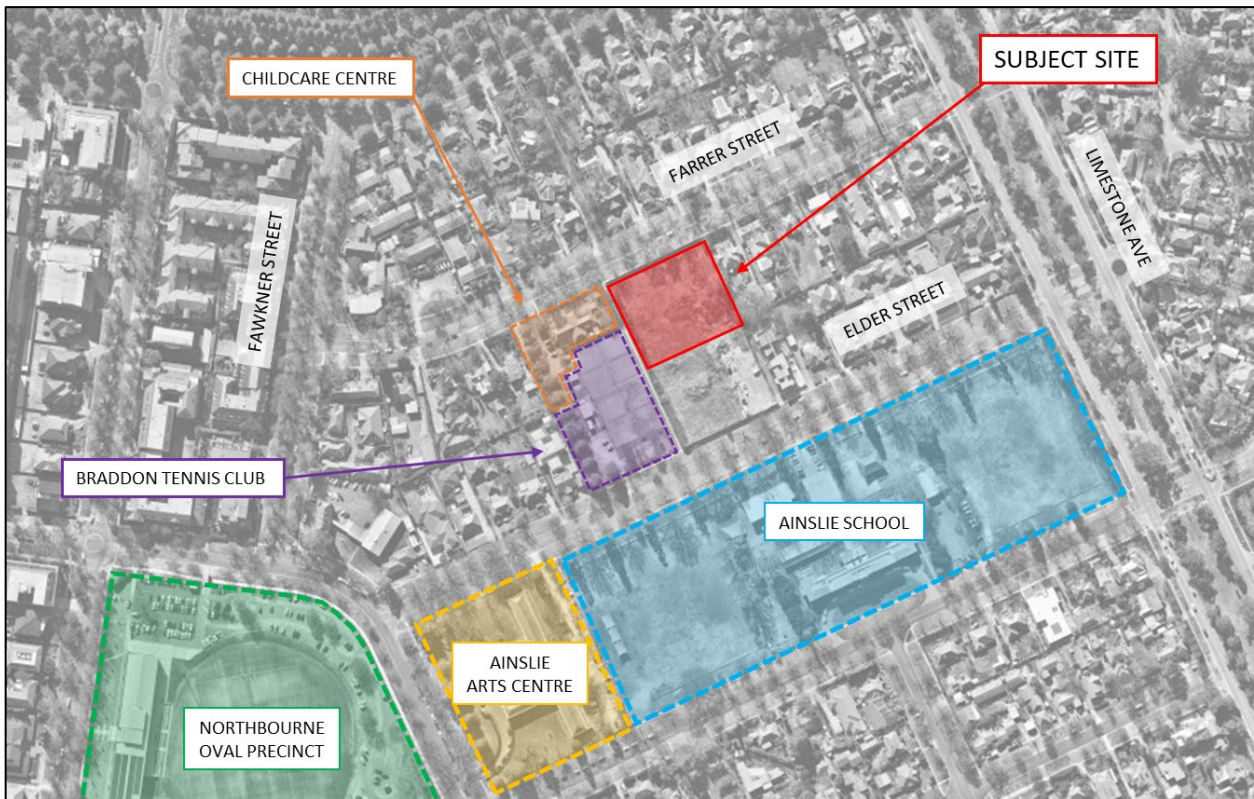 CHILDCARE CENTRE
SUBJECT SITE
FARRER STREET
LIMESTONE AVE
FAWKNER STREET
ELDER STREET
BRADDON TENNIS CLUB
AINSLIE SCHOOL
AINSLIE
ARTS CENTRE
NORTHBOURNE
OVAL PRECINCT